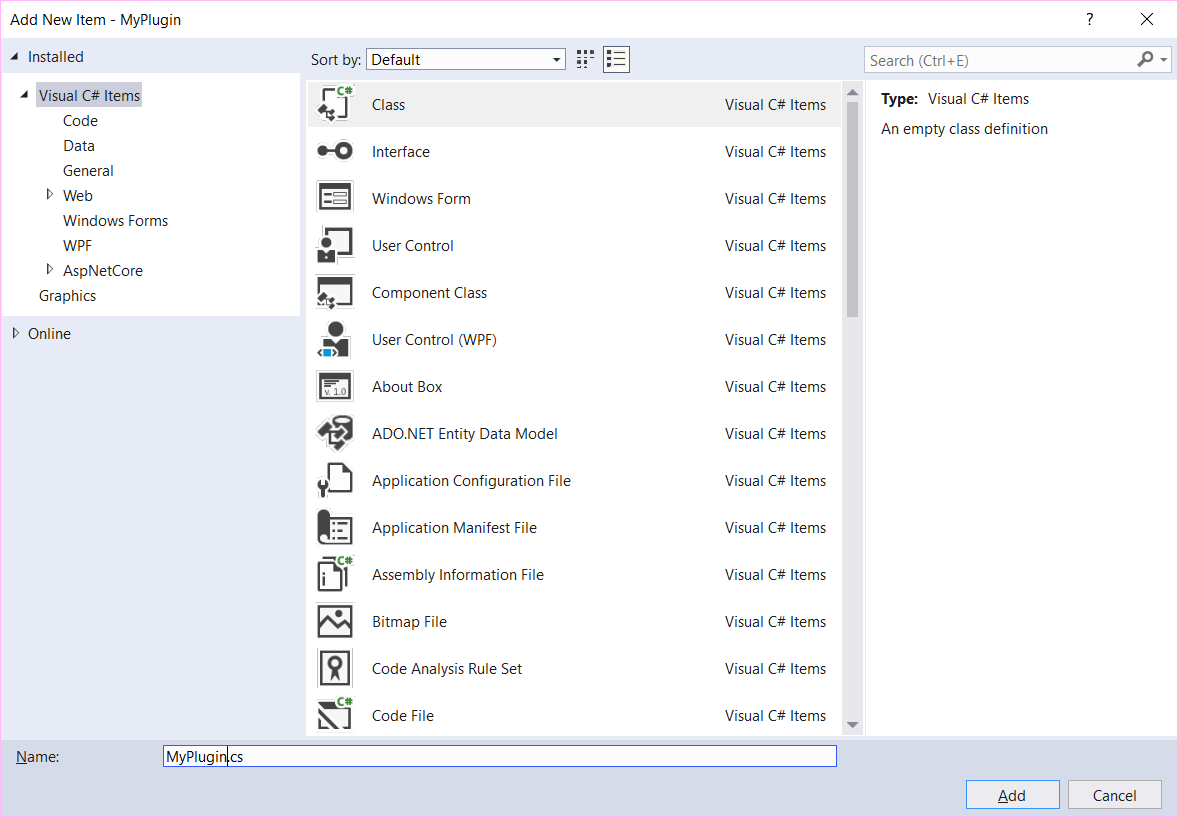 Add New Item - MyPlugin
?
Installed
Sort by: Default
Search (Ctrl+E)
Visual C# Items
Code
Data
General
Web
Windows Forms
WPF
AspNetCore
Graphics
Online
C# Class Visual C# Items
Interface Visual C# Items
Windows Form Visual C# Items
User Control Visual C# Items
Component Class Visual C# Items
User Control (WPF) Visual C# Items
v. 1.0 About Box Visual C# Items
ADO.NET Entity Data Model Visual C# Items
Application Configuration File Visual C# Items
Application Manifest File Visual C# Items
C# Assembly Information File Visual C# Items
Bitmap File Visual C# Items
Code Analysis Rule Set Visual C# Items
C# Code File Visual C# Items
Type: Visual C# Items
An empty class definition
Name: MyPlugin.cs
Add Cancel